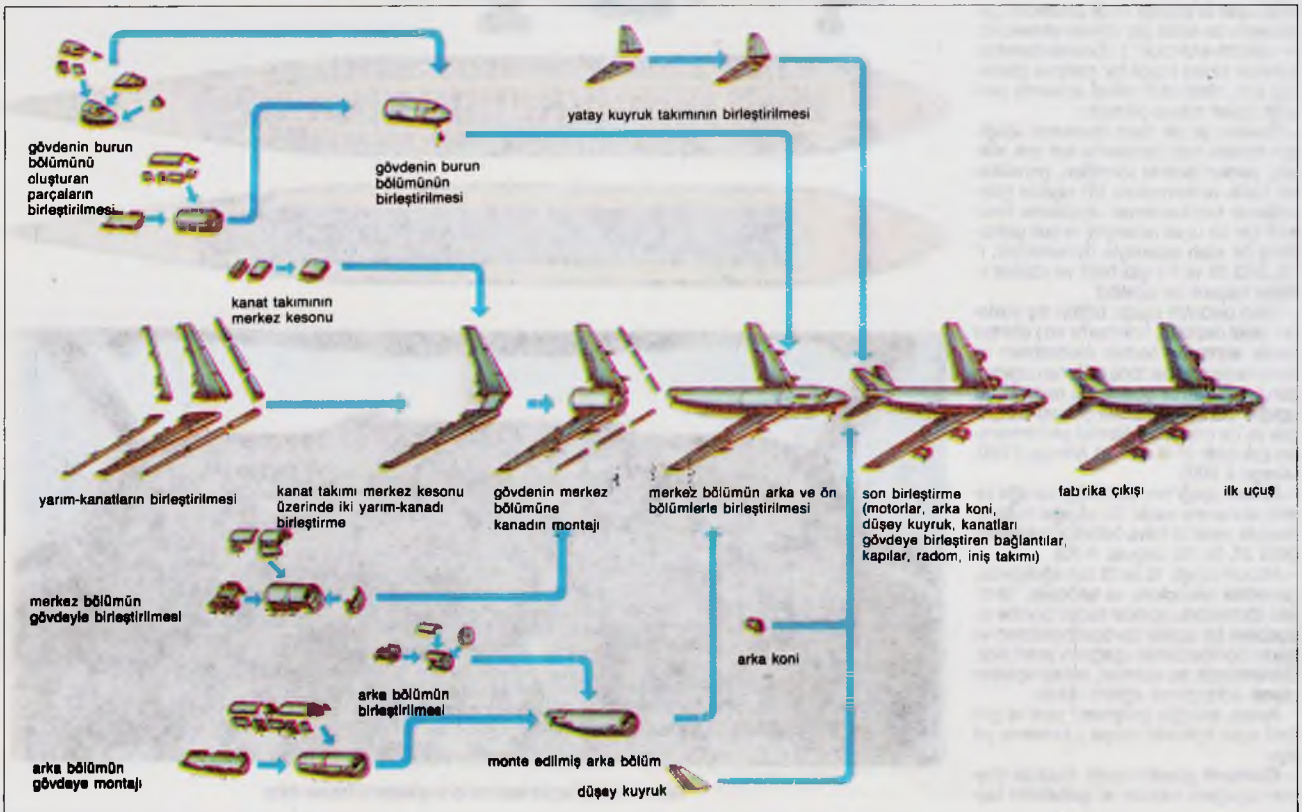 yatay kuyruk takımının birleştirilmesi
gövdenin burun
bölümünü
oluşturan
parçaların
birleştirilmesi
gövdenin burun
bölümünün
birleştirilmesi
kanat takımının
merkez kesonu
yarım-kanatların birleştirilmesi
kanat takımı merkez kesonu
üzerinde iki yarım-kanadı
birleştirme
gövdenin merkez
bölümüne
kanadın montajı
merkez bölümün arka ve ön
bölümlerle birleştirilmesi
son birleştirme
(motorlar, arka koni,
düşey kuyruk, kanatları
gövdeye birleştiren bağlantılar,
kapılar, radom, iniş takımı)
fabrika çıkışı
ilk uçuş
merkez bölümün
gövdeyle birleştirilmesi
arka koni
arka bölümün
birleştirilmesi
monte edilmiş arka bölüm
arka bölümün
gövdeye montajı
düşey kuyruk